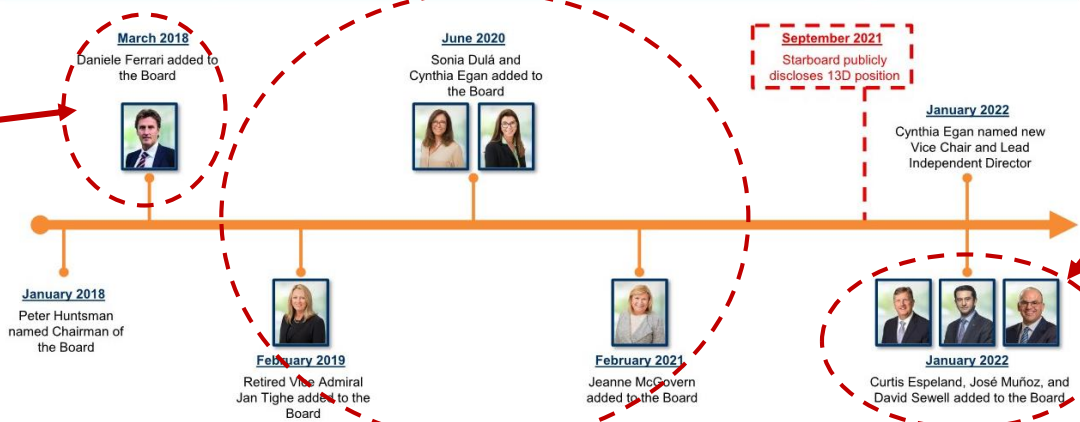 March 2018
Daniele Ferrari added to
the Board
June 2020
Sonia Dulá and
Cynthia Egan added to
the Board
September 2021
Starboard publicly
discloses 13D position
January 2022
Cynthia Egan named new
Vice Chair and Lead
Independent Director
January 2018
Peter Huntsman
named Chairman of
the Board
February 2019
Retired Vice Admiral
Jan Tighe added to the
Board
February 2021
Jeanne McGovern
added to the Board
January 2022
Curtis Espeland, José Muñoz, and
David Sewell added to the Board